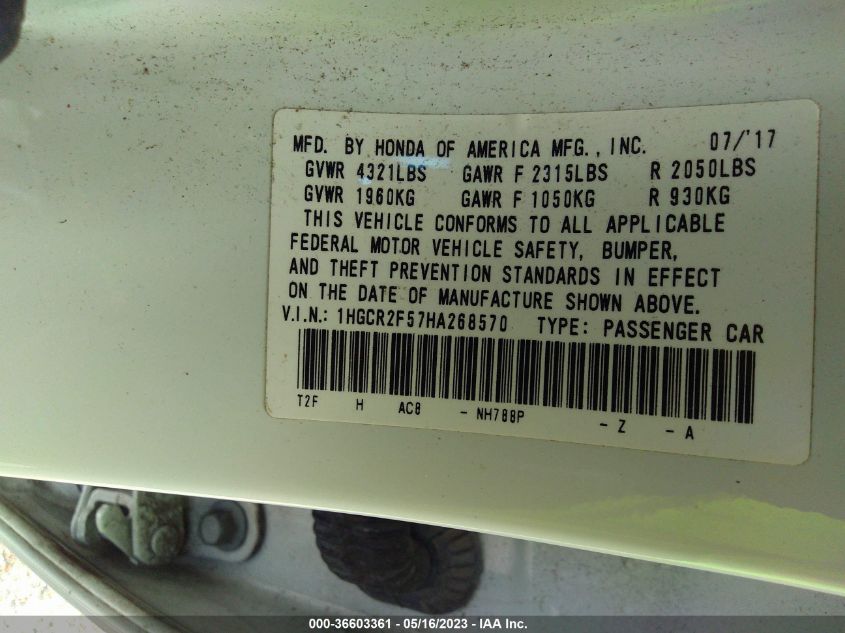 MFD. BY HONDA OF AMERICA MFG., INC. 07/'17
GVWR 4321LBS GAWR F 2315LBS R 2050LBS
GVWR 1960KG GAWR F 1050KG R 930KG
THIS VEHICLE CONFORMS TO ALL APPLICABLE
FEDERAL MOTOR VEHICLE SAFETY, BUMPER,
AND THEFT PREVENTION STANDARDS IN EFFECT
ON THE DATE OF MANUFACTURE SHOWN ABOVE.
V.I.N.: 1HGCR2F57HA268570 TYPE: PASSENGER CAR
T2F H AC8 - NH788P - Z - A
000-36603361 - 05/16/2023 - IAA Inc.